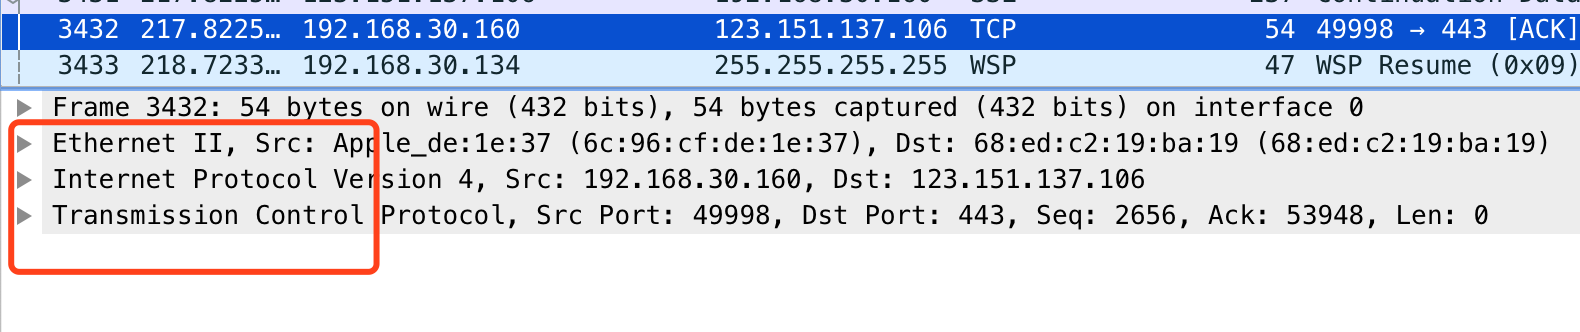 3432 217.8225… 192.168.30.160 123.151.137.106 TCP 54 49998 → 443 [ACK]
3433 218.7233… 192.168.30.134 255.255.255.255 WSP 47 WSP Resume (0x09)
Frame 3432: 54 bytes on wire (432 bits), 54 bytes captured (432 bits) on interface 0
Ethernet II, Src: Apple_de:1e:37 (6c:96:cf:de:1e:37), Dst: 68:ed:c2:19:ba:19 (68:ed:c2:19:ba:19)
Internet Protocol Version 4, Src: 192.168.30.160, Dst: 123.151.137.106
Transmission Control Protocol, Src Port: 49998, Dst Port: 443, Seq: 2656, Ack: 53948, Len: 0